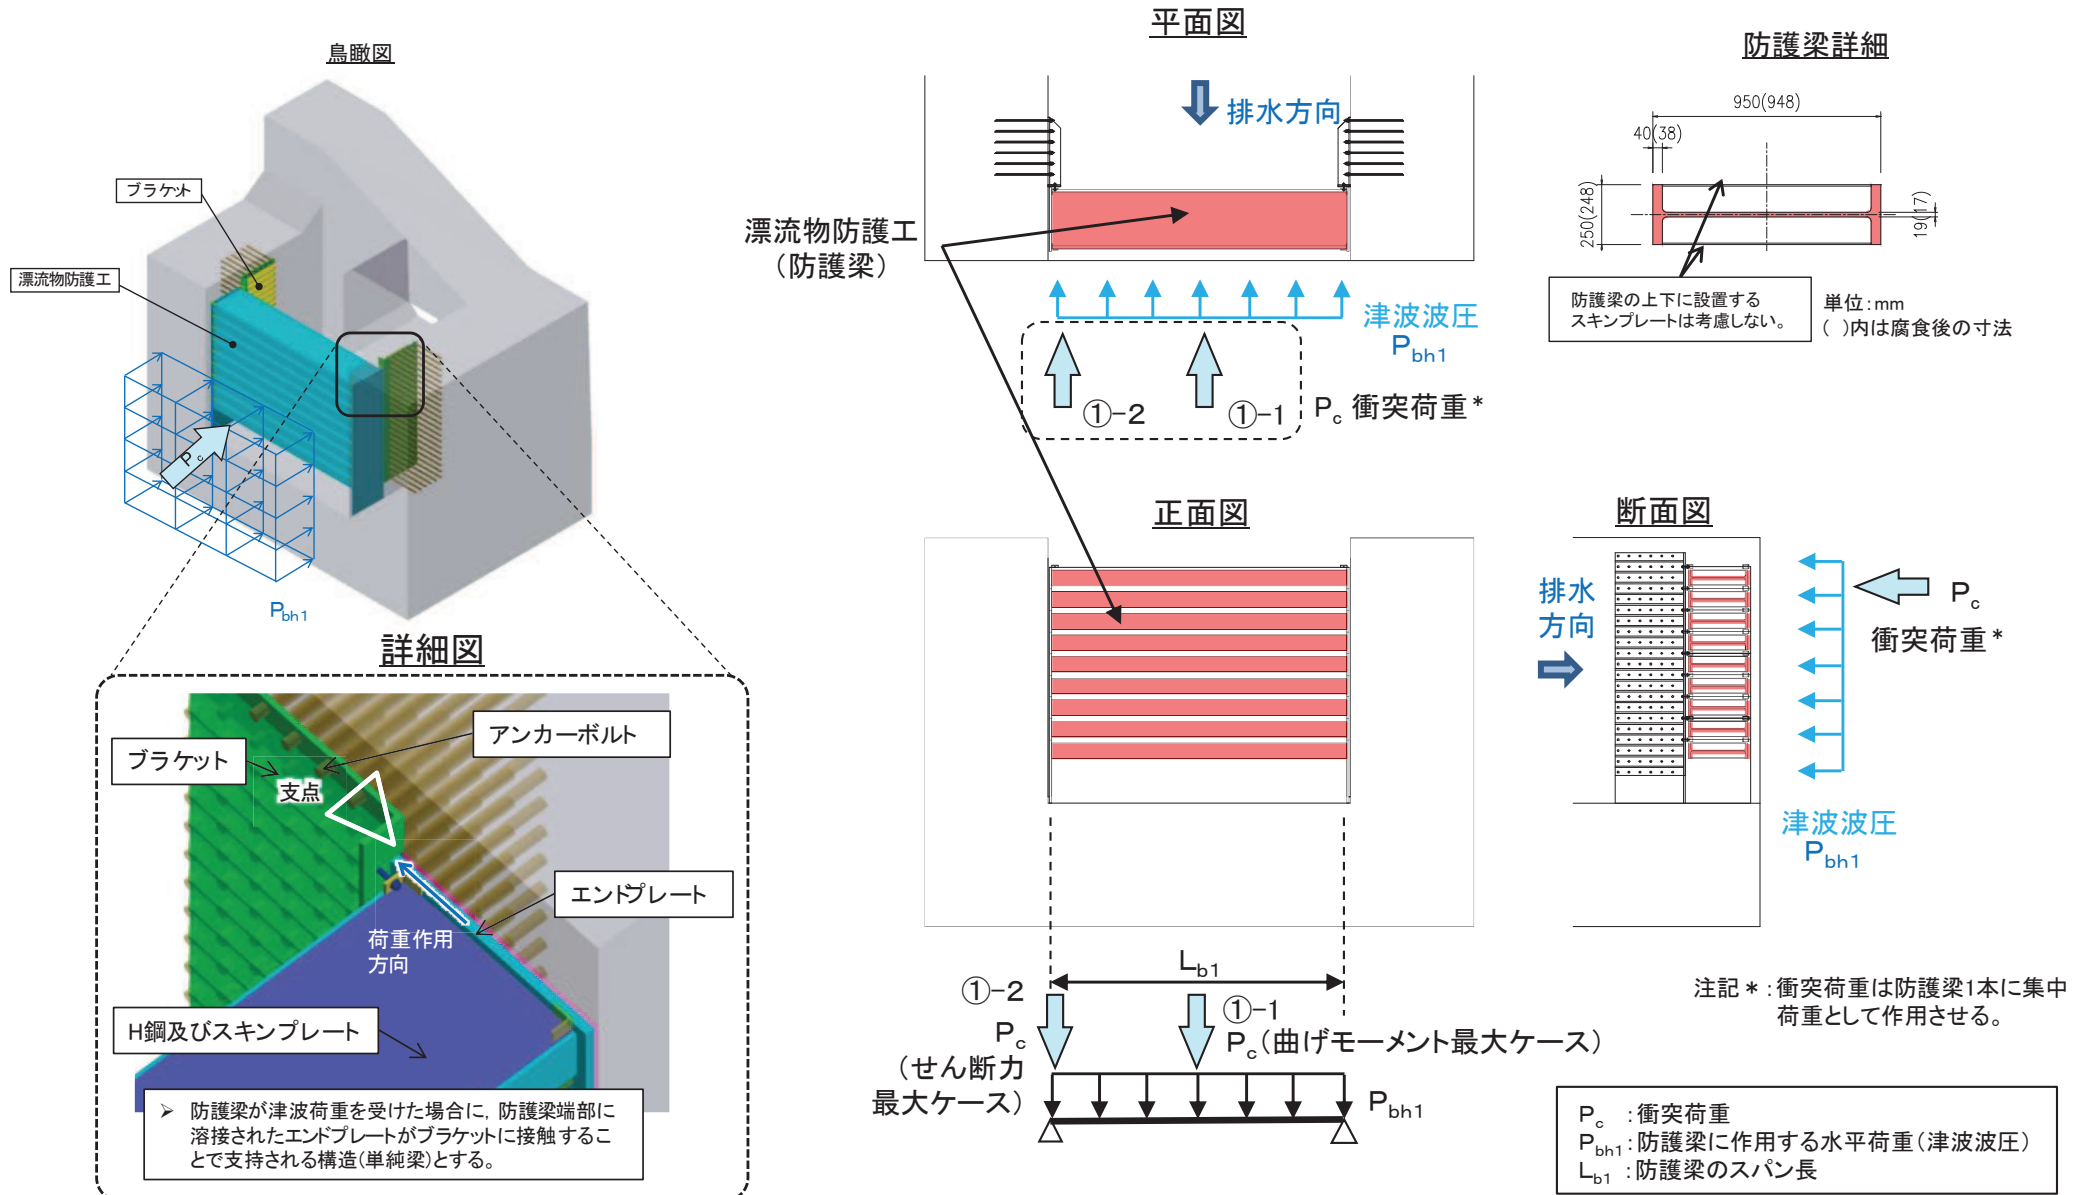 鳥瞰図
ブラケット
漂流物防護工
Pc
Pbh1
詳細図
ブラケット
アンカーボルト
支点
エンドプレート
荷重作用
方向
H鋼及びスキンプレート
➢ 防護梁が津波荷重を受けた場合に，防護梁端部に
溶接されたエンドプレートがブラケットに接触するこ
とで支持される構造(単純梁)とする。
平面図
排水方向
漂流物防護工
（防護梁）
津波波圧
Pbh1
①-2
①-1
Pc 衝突荷重*
防護梁詳細
950(948)
40(38)
250(248)
19(17)
防護梁の上下に設置する
スキンプレートは考慮しない。
単位：mm
(　)内は腐食後の寸法
正面図
断面図
排水
方向
Pc
衝突荷重*
津波波圧
Pbh1
Lb1
①-2
Pc
（せん断力
最大ケース）
①-1
Pc（曲げモーメント最大ケース）
Pbh1
注記*：衝突荷重は防護梁1本に集中
荷重として作用させる。
Pc ：衝突荷重
Pbh1：防護梁に作用する水平荷重（津波波圧）
Lb1 ：防護梁のスパン長